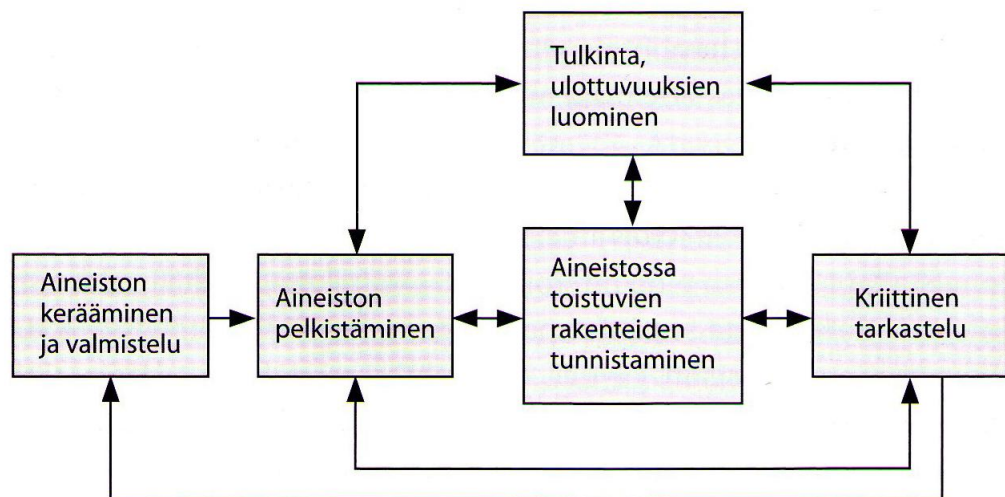 Tulkinta,
ulottuvuuksien
luominen
Aineiston
kerääminen
ja valmistelu
Aineiston
pelkistäminen
Aineistossa
toistuvien
rakenteiden
tunnistaminen
Kriittinen
tarkastelu